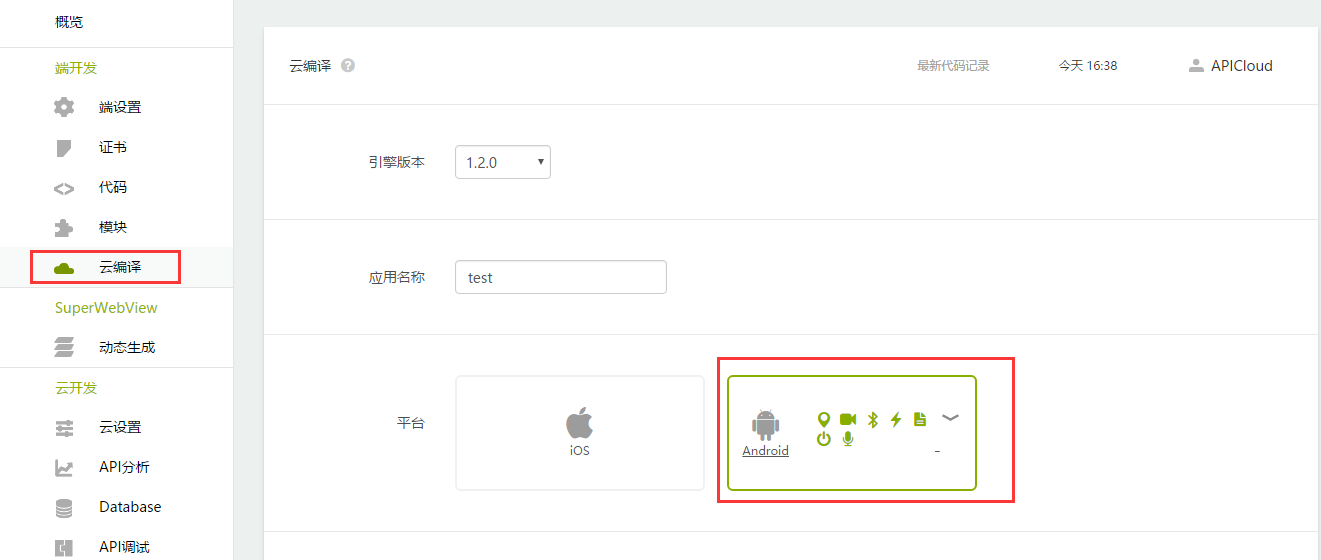 概览
端开发
端设置
证书
代码
模块
云编译
SuperWebView
动态生成
云开发
云设置
API分析
Database
API调试
云编译 ?
最新代码记录 今天 16:38 APICloud
引擎版本 1.2.0
应用名称 test
平台
iOS
Android
-